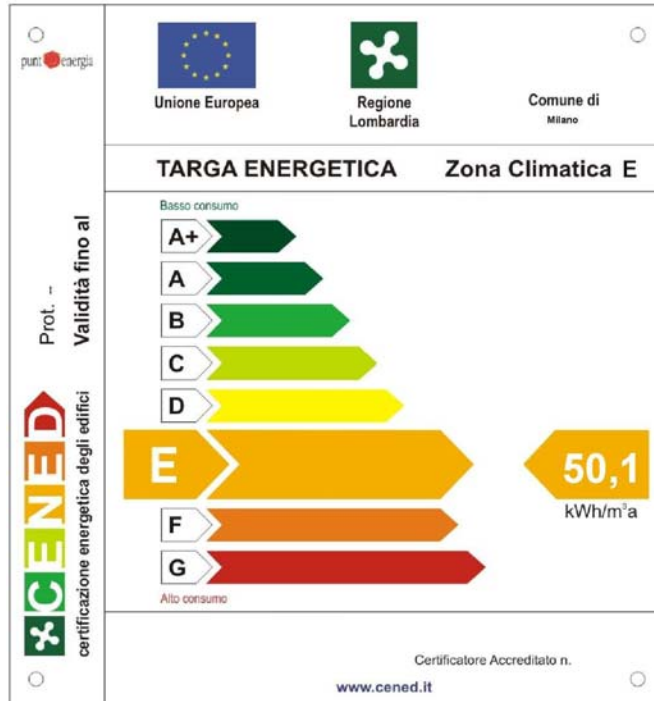 punt energia
Unione Europea
Regione
Lombardia
Comune di
Milano
TARGA ENERGETICA
Zona Climatica E
Prot. --
Validità fino al
CENED
certificazione energetica degli edifici
Basso consumo
A+
A
B
C
D
E
50,1
kWh/m³a
F
G
Alto consumo
Certificatore Accreditato n.
www.cened.it